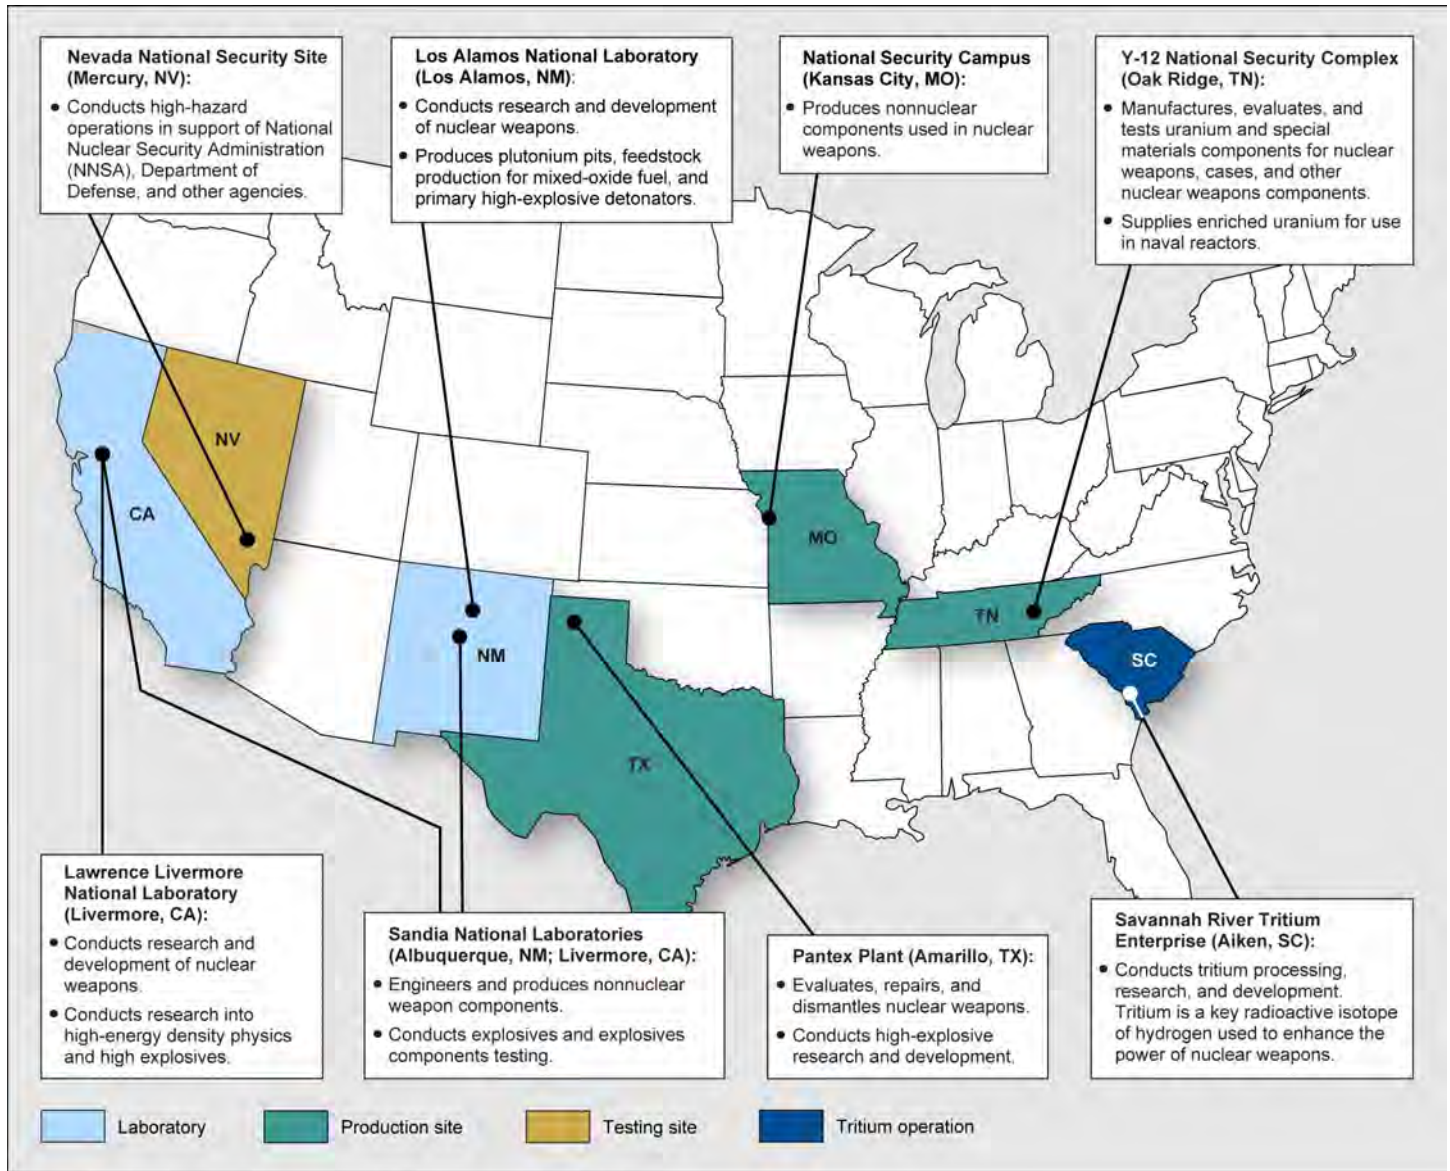 Nevada National Security Site
(Mercury, NV):
• Conducts high-hazard
operations in support of National
Nuclear Security Administration
(NNSA), Department of
Defense, and other agencies.
Los Alamos National Laboratory
(Los Alamos, NM):
• Conducts research and development
of nuclear weapons.
• Produces plutonium pits, feedstock
production for mixed-oxide fuel, and
primary high-explosive detonators.
National Security Campus
(Kansas City, MO):
• Produces nonnuclear
components used in nuclear
weapons.
Y-12 National Security Complex
(Oak Ridge, TN):
• Manufactures, evaluates, and
tests uranium and special
materials components for nuclear
weapons, cases, and other
nuclear weapons components.
• Supplies enriched uranium for use
in naval reactors.
NV
CA
MO
TN
NM
SC
TX
Lawrence Livermore
National Laboratory
(Livermore, CA):
• Conducts research and
development of nuclear
weapons.
• Conducts research into
high-energy density physics
and high explosives.
Sandia National Laboratories
(Albuquerque, NM; Livermore, CA):
• Engineers and produces nonnuclear
weapon components.
• Conducts explosives and explosives
components testing.
Pantex Plant (Amarillo, TX):
• Evaluates, repairs, and
dismantles nuclear weapons.
• Conducts high-explosive
research and development.
Savannah River Tritium
Enterprise (Aiken, SC):
• Conducts tritium processing,
research, and development.
Tritium is a key radioactive isotope
of hydrogen used to enhance the
power of nuclear weapons.
Laboratory
Production site
Testing site
Tritium operation